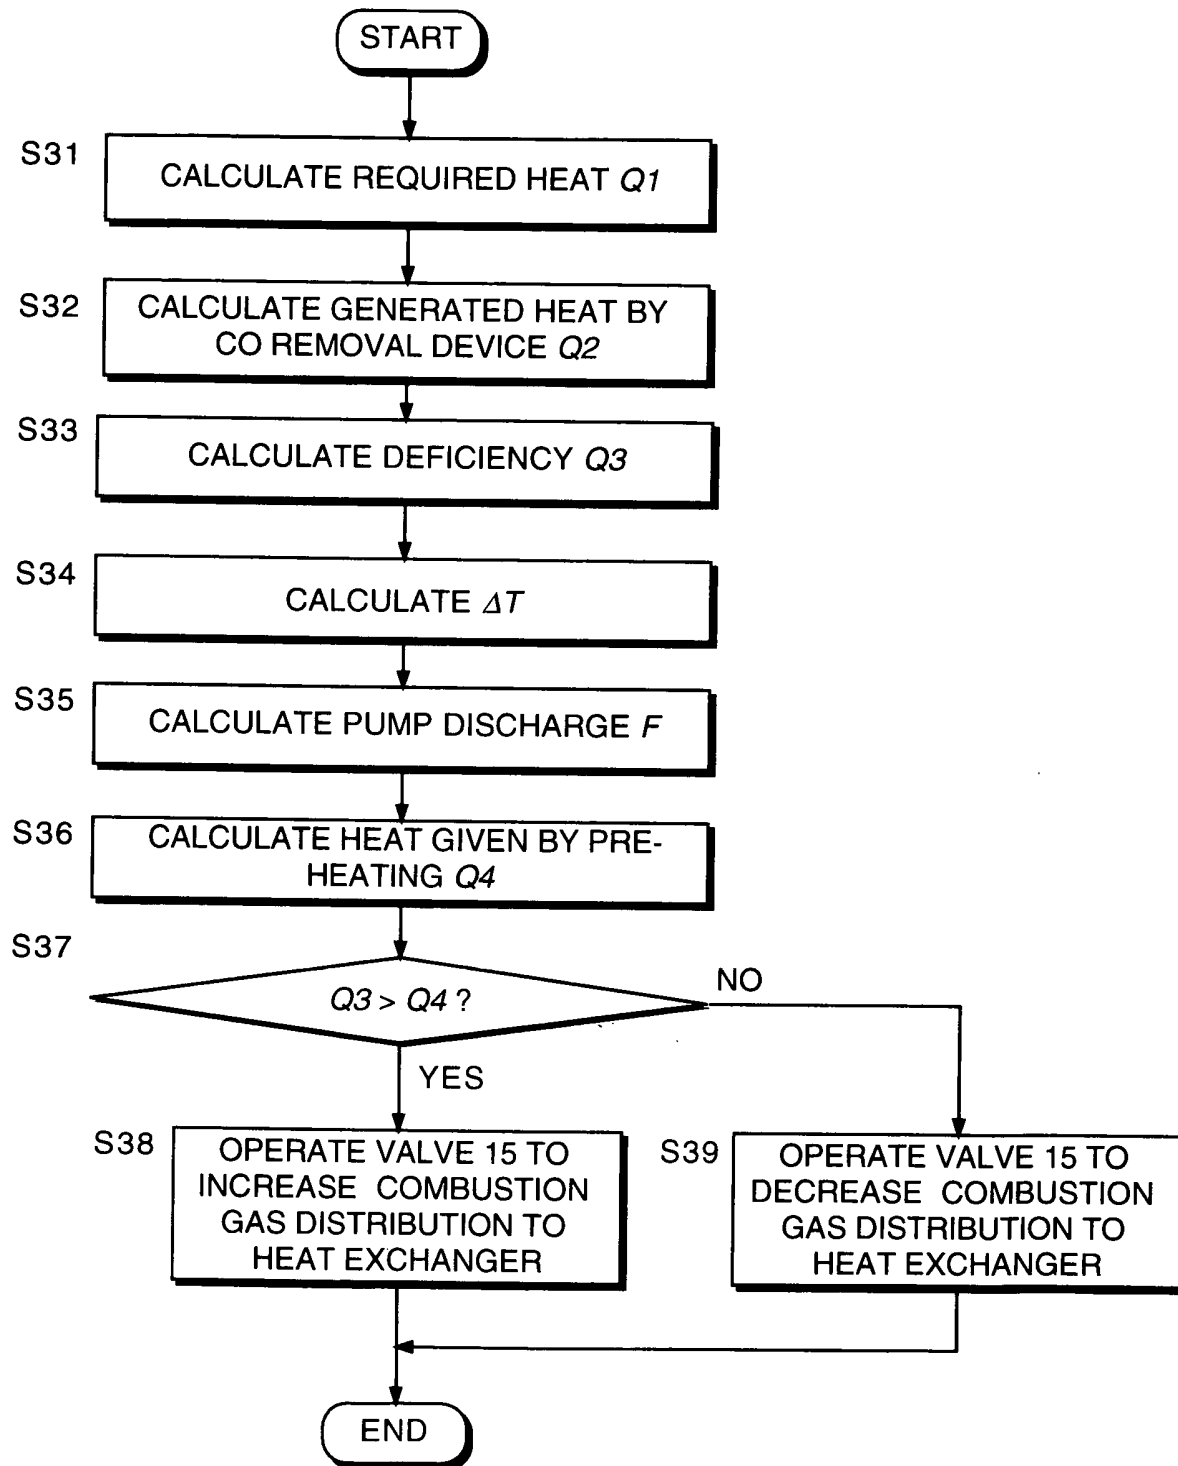 START
S31
CALCULATE REQUIRED HEAT Q1
S32
CALCULATE GENERATED HEAT BY
CO REMOVAL DEVICE Q2
S33
CALCULATE DEFICIENCY Q3
S34
CALCULATE ΔT
S35
CALCULATE PUMP DISCHARGE F
S36
CALCULATE HEAT GIVEN BY PRE-
HEATING Q4
S37
Q3 > Q4 ?
NO
YES
S38
OPERATE VALVE 15 TO
INCREASE COMBUSTION
GAS DISTRIBUTION TO
HEAT EXCHANGER
S39
OPERATE VALVE 15 TO
DECREASE COMBUSTION
GAS DISTRIBUTION TO
HEAT EXCHANGER
END